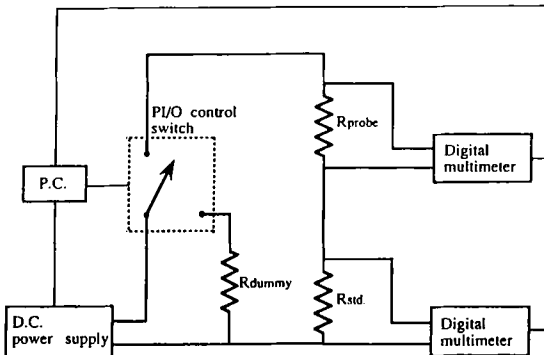 PI/O control
switch
Rprobe
Digital
multimeter
P.C.
Rdummy
Rstd.
D.C.
power supply
Digital
multimeter